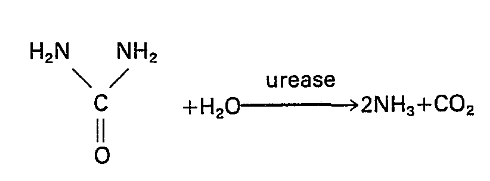 H₂N NH₂
urease
C +H₂O→2NH₃+CO₂
O